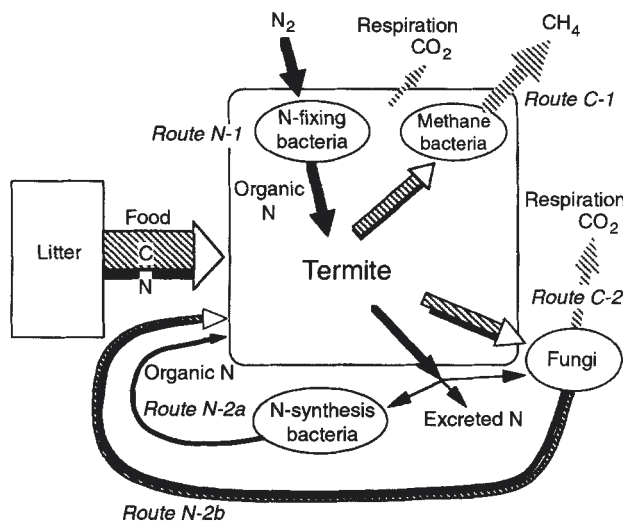 N₂
Respiration
CO₂
CH₄
Route C-1
Route N-1
N-fixing
bacteria
Methane
bacteria
Organic
N
Respiration
CO₂
Food
Litter
C
N
Termite
Route C-2
Fungi
Organic N
Route N-2a
N-synthesis
bacteria
Excreted N
Route N-2b